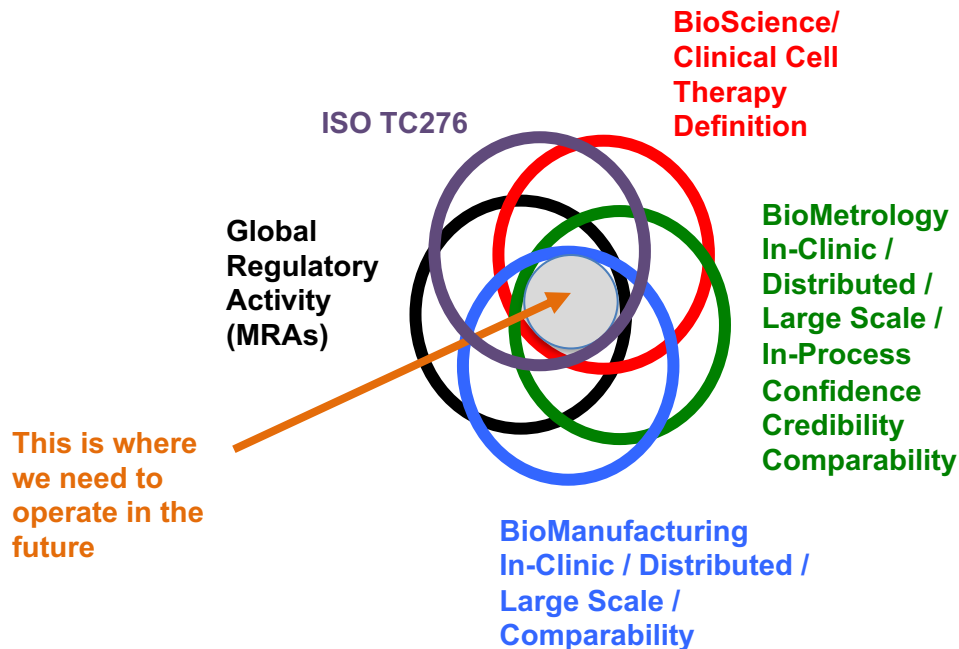 BioScience/
Clinical Cell
Therapy
Definition
ISO TC276
Global
Regulatory
Activity
(MRAs)
BioMetrology
In-Clinic /
Distributed /
Large Scale /
In-Process
Confidence
Credibility
Comparability
This is where
we need to
operate in the
future
BioManufacturing
In-Clinic / Distributed /
Large Scale /
Comparability